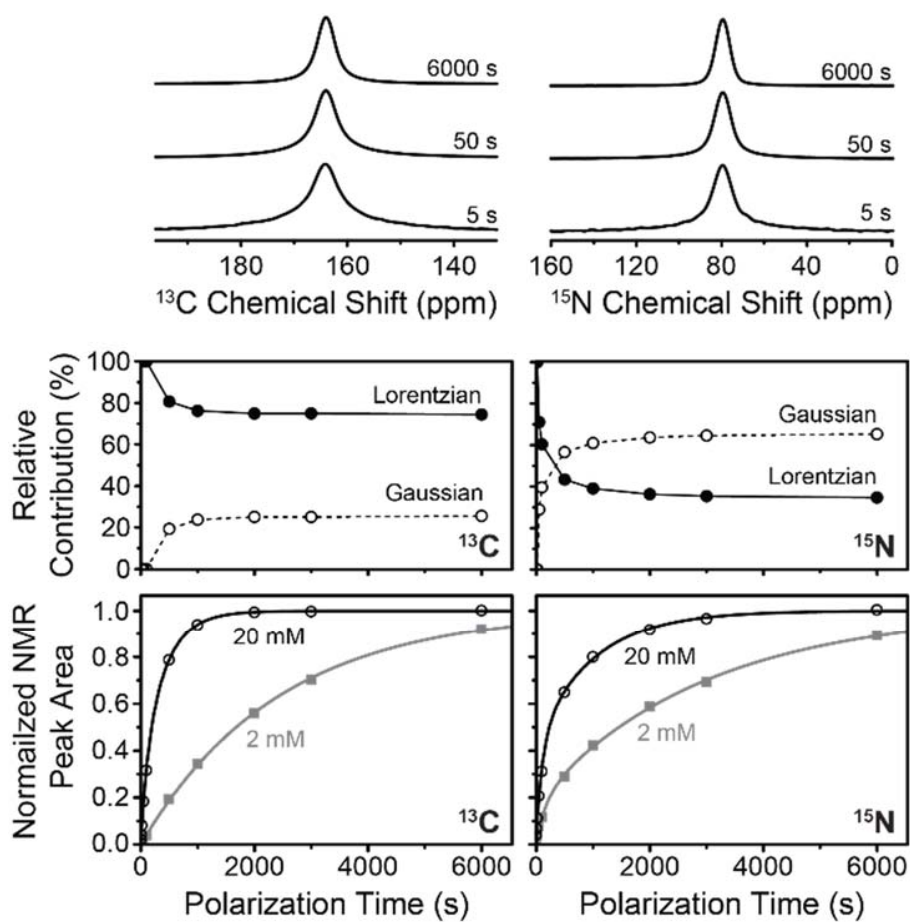 6000 s
50 s
5 s
180 160 140
¹³C Chemical Shift (ppm)
6000 s
50 s
5 s
160 120 80 40 0
¹⁵N Chemical Shift (ppm)
Relative
Contribution (%)
100
80
60
40
20
0
Lorentzian
Gaussian
¹³C
Gaussian
Lorentzian
¹⁵N
Normailzed NMR
Peak Area
1.0
0.8
0.6
0.4
0.2
0.0
20 mM
2 mM
¹³C
0 2000 4000 6000
Polarization Time (s)
20 mM
2 mM
¹⁵N
0 2000 4000 6000
Polarization Time (s)